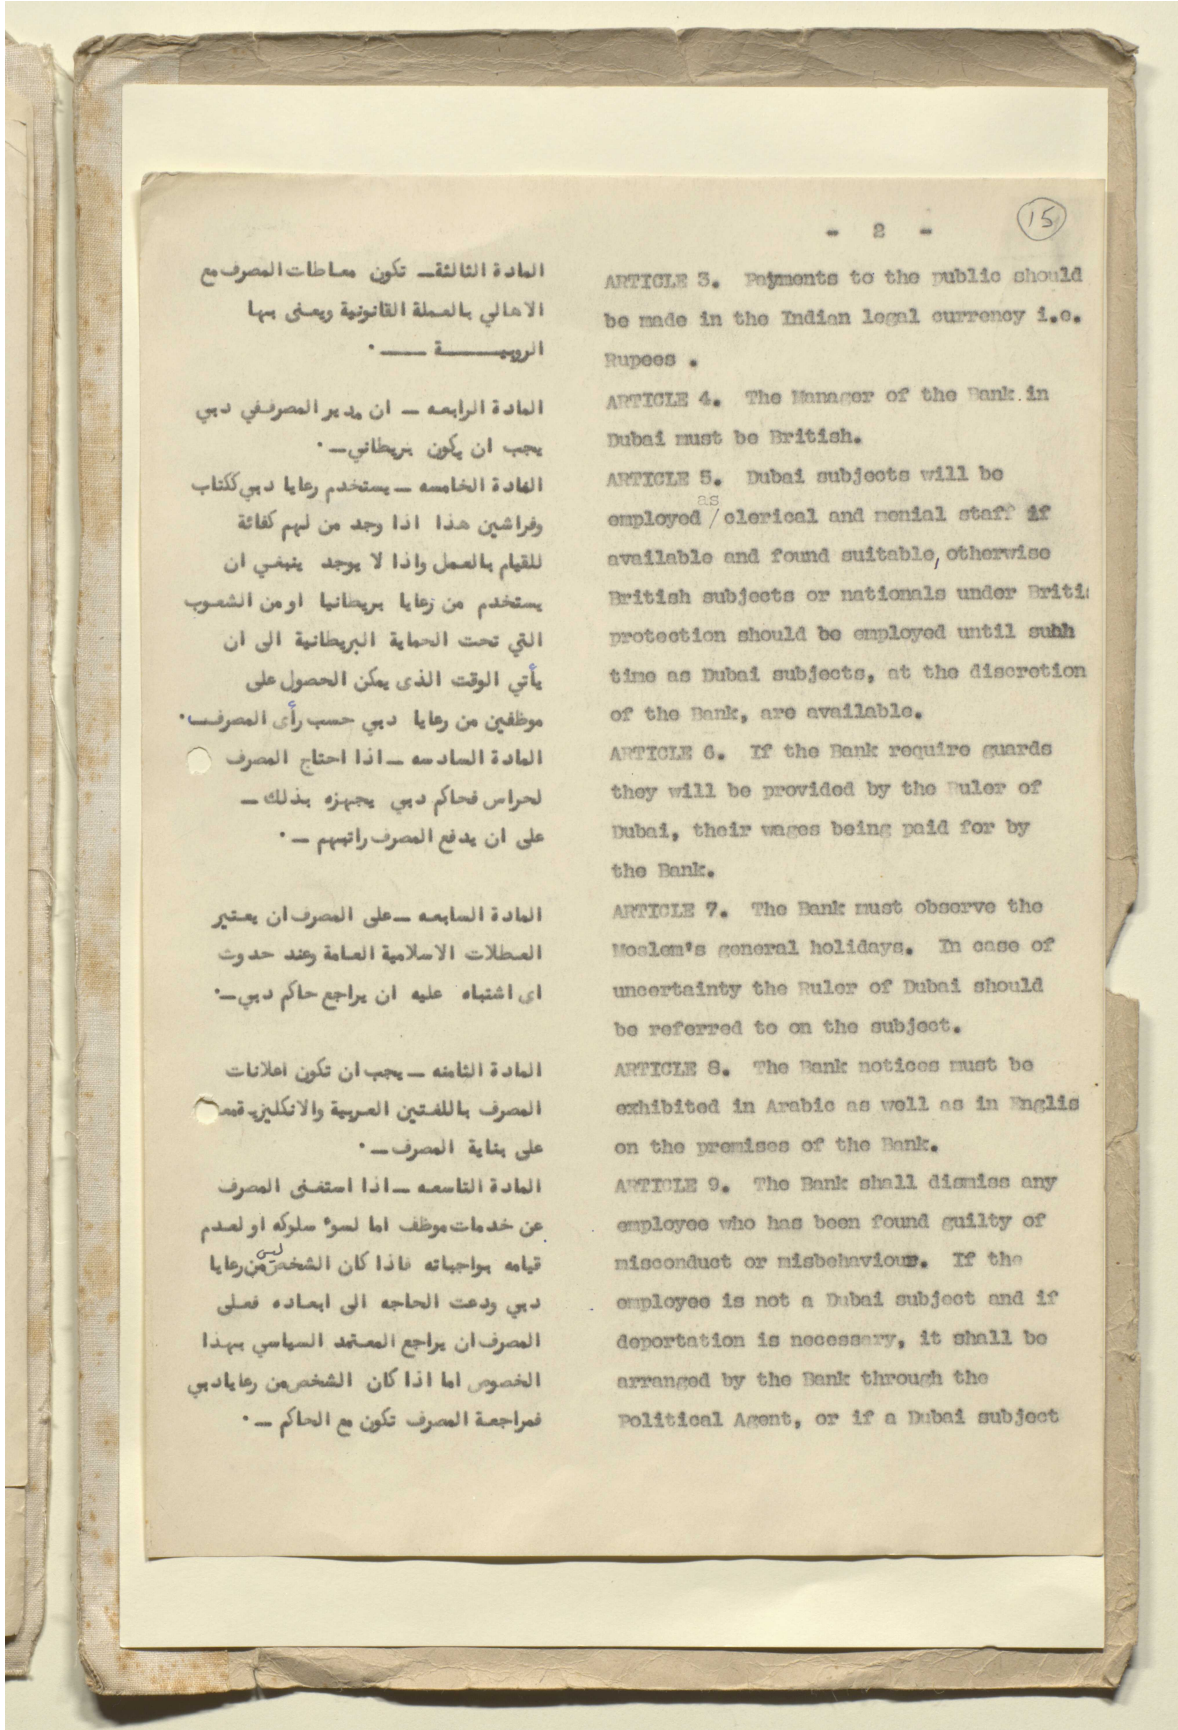 15
- 2 -
ARTICLE 3. Payments to the public should
be made in the Indian legal currency i.e.
Rupees .
ARTICLE 4. The Manager of the Bank in
Dubai must be British.
ARTICLE 5. Dubai subjects will be
as
employed / clerical and menial staff if
available and found suitable, otherwise
British subjects or nationals under Briti
protection should be employed until suhh
time as Dubai subjects, at the discretion
of the Bank, are available.
ARTICLE 6. If the Bank require guards
they will be provided by the Ruler of
Dubai, their wages being paid for by
the Bank.
ARTICLE 7. The Bank must observe the
Moslem's general holidays. In case of
uncertainty the Ruler of Dubai should
be referred to on the subject.
ARTICLE 8. The Bank notices must be
exhibited in Arabic as well as in Englis
on the premises of the Bank.
ARTICLE 9. The Bank shall dismiss any
employee who has been found guilty of
misconduct or misbehaviour. If the
employee is not a Dubai subject and if
deportation is necessary, it shall be
arranged by the Bank through the
Political Agent, or if a Dubai subject
المادة الثالثة ـ تكون معاطات المصرف مع
الاهالي بالعملة القانونية ويعنى بها
الروبيـــــة ـــ .
المادة الرابعه ـ ان مدير المصرف في دبي
يجب ان يكون بريطاني ـ .
المادة الخامسه ـ يستخدم رعايا دبي ككتاب
وفراشين هذا اذا وجد من لهم كفائة
للقيام بالعمل واذا لا يوجد ينبغي ان
يستخدم من رعايا بريطانيا او من الشعوب
التي تحت الحماية البريطانية الى ان
يأتي الوقت الذى يمكن الحصول على
موظفين من رعايا دبي حسب رأى المصرف .
المادة السادسه ـ اذا احتاج المصرف
لحراس فحاكم دبي يجهزه بذلك ـ
على ان يدفع المصرف راتبهم ـ .
المادة السابعه ـ على المصرف ان يعتبر
العطلات الاسلامية العامة وعند حدوث
اى اشتباه عليه ان يراجع حاكم دبي ـ .
المادة الثامنه ـ يجب ان تكون اعلانات
المصرف باللغتين العربية والانكليزية
على بناية المصرف ـ .
المادة التاسعه ـ اذا استغنى المصرف
عن خدمات موظف اما لسوء سلوكه او لعدم
ليس
قيامه بواجباته فاذا كان الشخص من رعايا
دبي ودعت الحاجه الى ابعاده فعلى
المصرف ان يراجع المعتمد السياسي بهذا
الخصوص اما اذا كان الشخص من رعايا دبي
فمراجعة المصرف تكون مع الحاكم ـ .